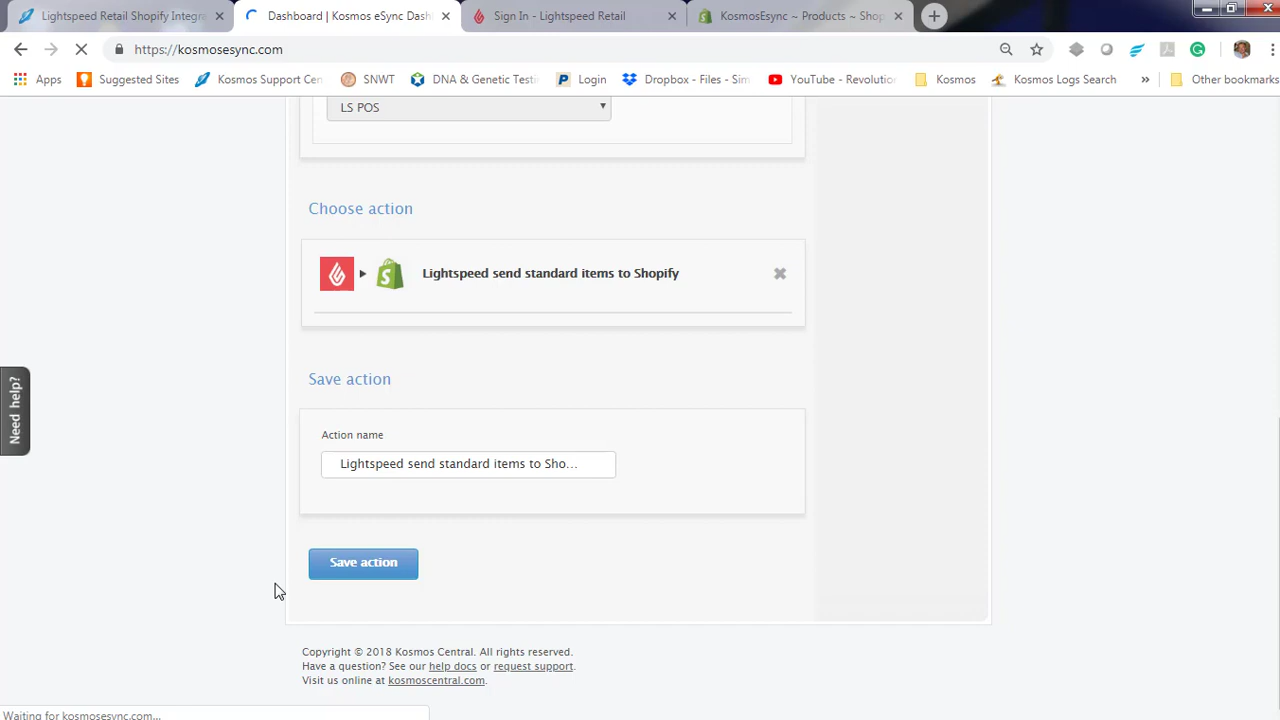 Lightspeed Retail Shopify Integr
Dashboard | Kosmos eSync Dash
Sign In - Lightspeed Retail
KosmosEsync ~ Products ~ Shop
https://kosmosesync.com
Apps
Suggested Sites
Kosmos Support Cen
SNWT
DNA & Genetic Testi
Login
Dropbox - Files - Sim
YouTube - Revolutio
Kosmos
Kosmos Logs Search
»
Other bookmarks
LS POS
Choose action
Lightspeed send standard items to Shopify
Save action
Action name
Lightspeed send standard items to Sho...
Save action
Need help?
Copyright © 2018 Kosmos Central. All rights reserved.
Have a question? See our help docs or request support.
Visit us online at kosmoscentral.com.
Waiting for kosmosesync.com...